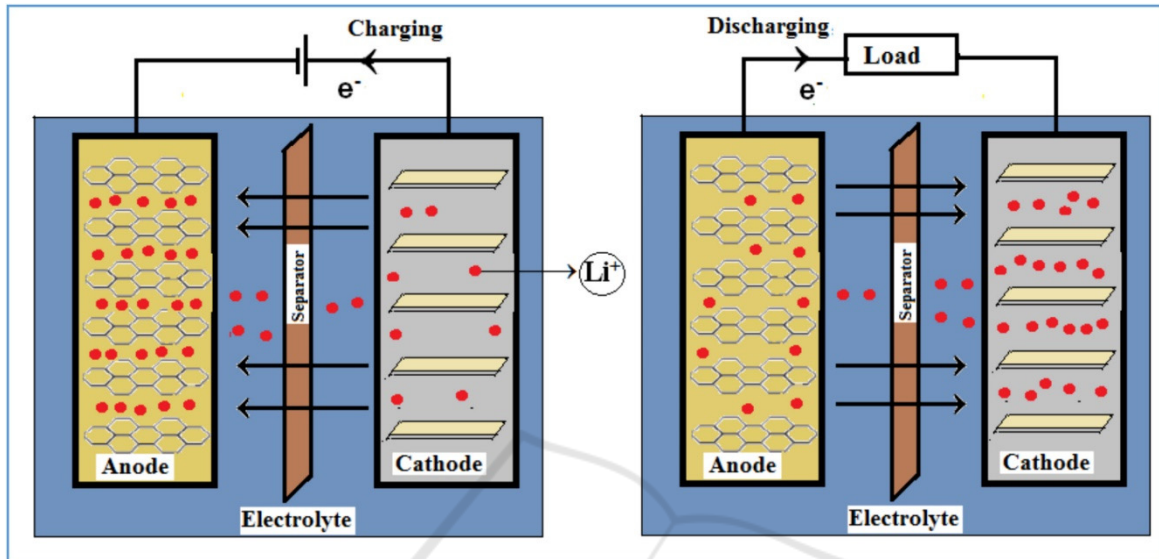 Charging
e-
Separator
Li+
Anode
Cathode
Electrolyte
Discharging
Load
e-
Separator
Anode
Cathode
Electrolyte